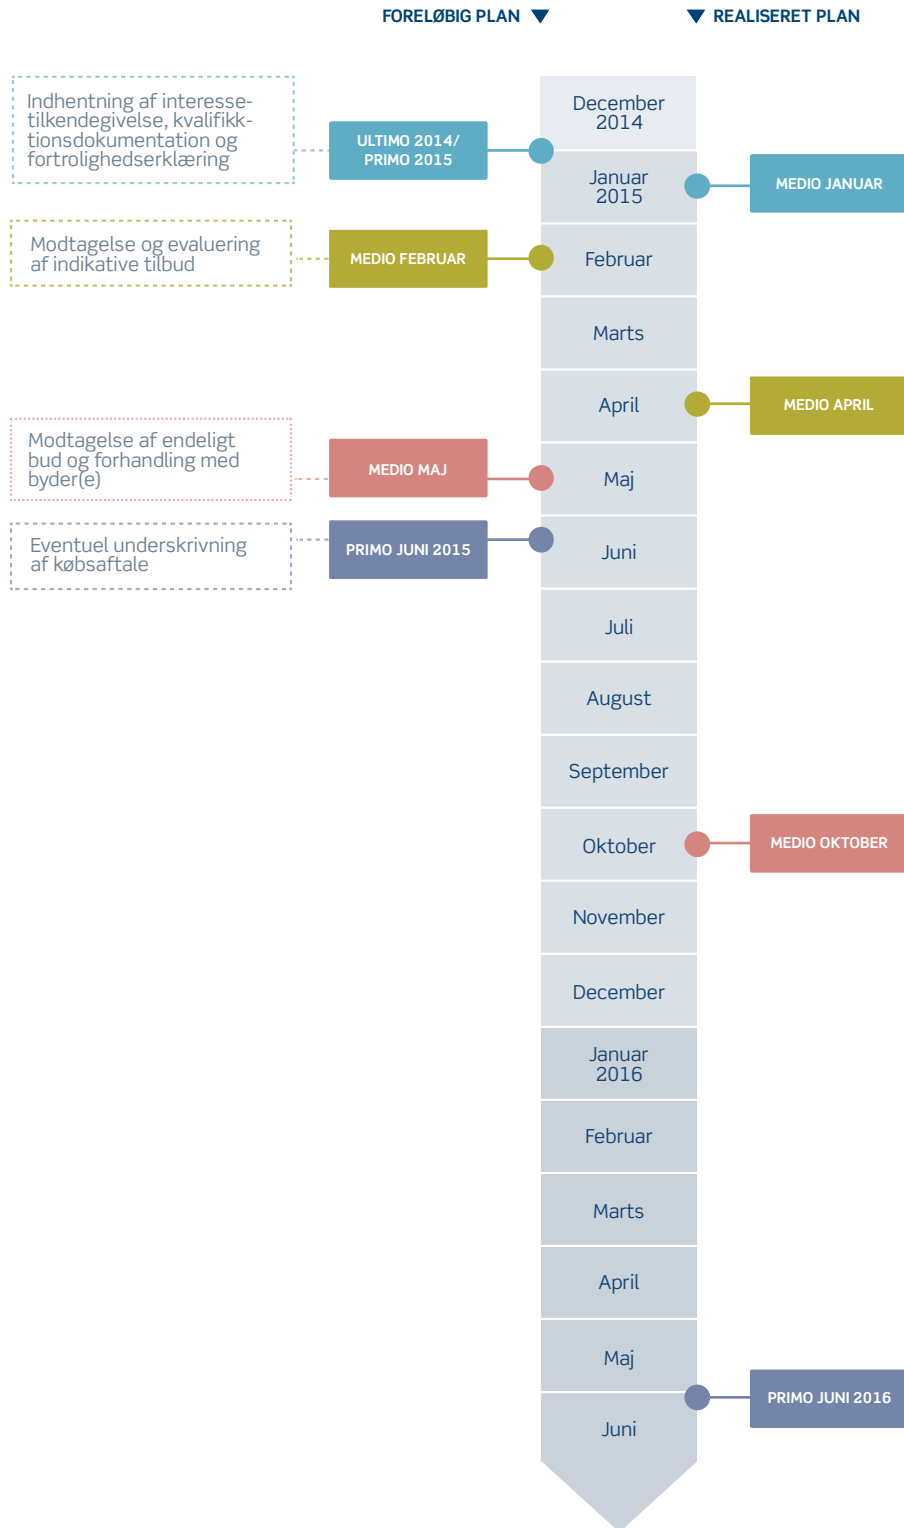 FORELØBIG PLAN
REALISERET PLAN
Indhentning af interesse-
tilkendegivelse, kvalifikk-
tionsdokumentation og
fortrolighedserklæring
ULTIMO 2014/
PRIMO 2015
December
2014
Januar
2015
MEDIO JANUAR
Modtagelse og evaluering
af indikative tilbud
MEDIO FEBRUAR
Februar
Marts
April
MEDIO APRIL
Modtagelse af endeligt
bud og forhandling med
byder(e)
MEDIO MAJ
Maj
Eventuel underskrivning
af købsaftale
PRIMO JUNI 2015
Juni
Juli
August
September
Oktober
MEDIO OKTOBER
November
December
Januar
2016
Februar
Marts
April
Maj
PRIMO JUNI 2016
Juni